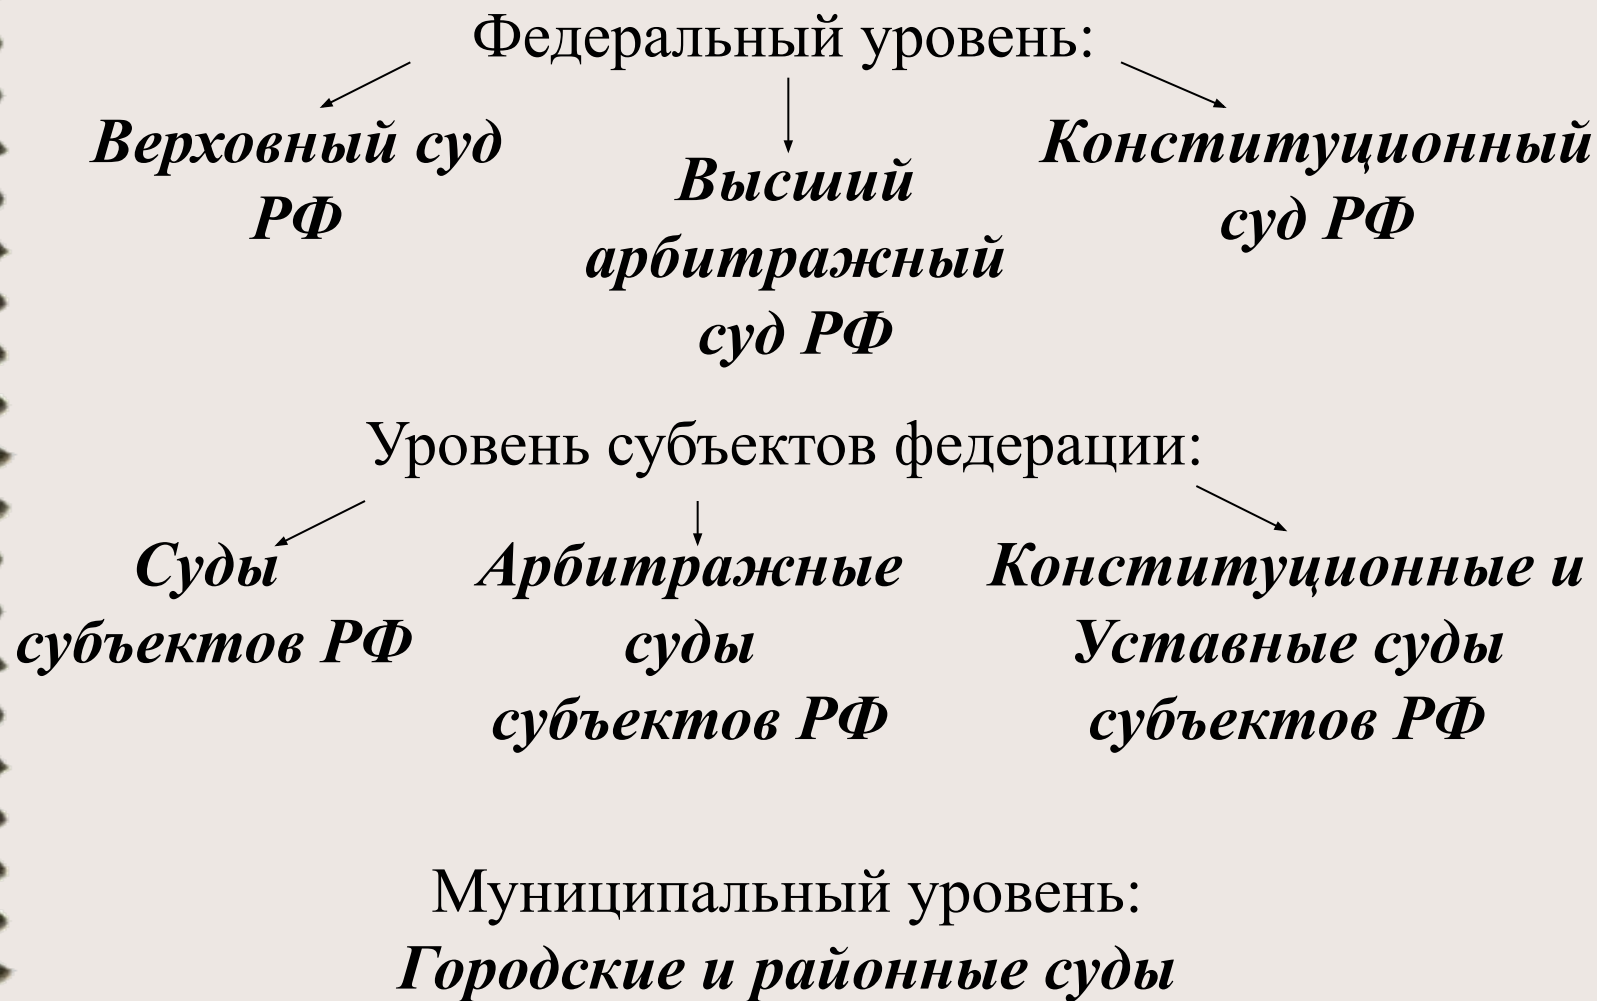 Федеральный уровень:
Верховный суд
РФ
Высший
арбитражный
суд РФ
Конституционный
суд РФ
Уровень субъектов федерации:
Суды
субъектов РФ
Арбитражные
суды
субъектов РФ
Конституционные и
Уставные суды
субъектов РФ
Муниципальный уровень:
Городские и районные суды